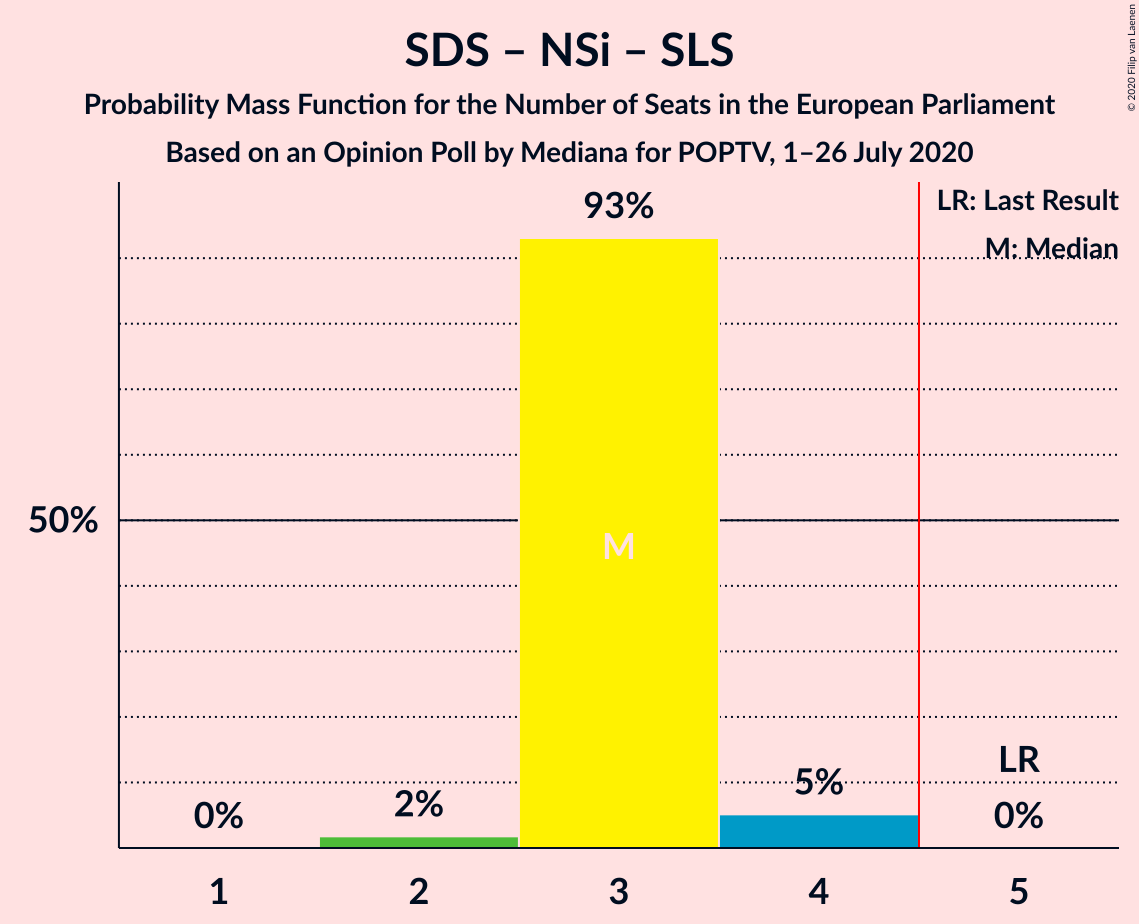 SDS – NSi – SLS
Probability Mass Function for the Number of Seats in the European Parliament
Based on an Opinion Poll by Mediana for POPTV, 1–26 July 2020
© 2020 Filip van Laenen
LR: Last Result
M: Median
93%
50%
M
LR
0%
2%
5%
0%
1
2
3
4
5